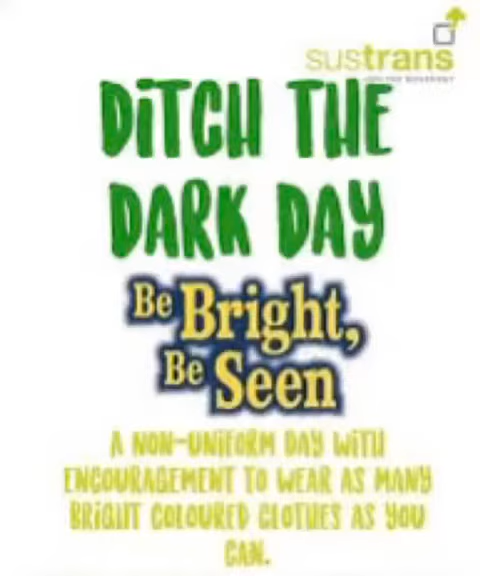 sustrans
DiTCH THE
DARK DAY
Be Bright,
Be Seen
A NON-UNIFORM DAY WITH
ENCOURAGEMENT TO WEAR AS MANY
BRIGHT COLOURED CLOTHES AS YOU
CAN.